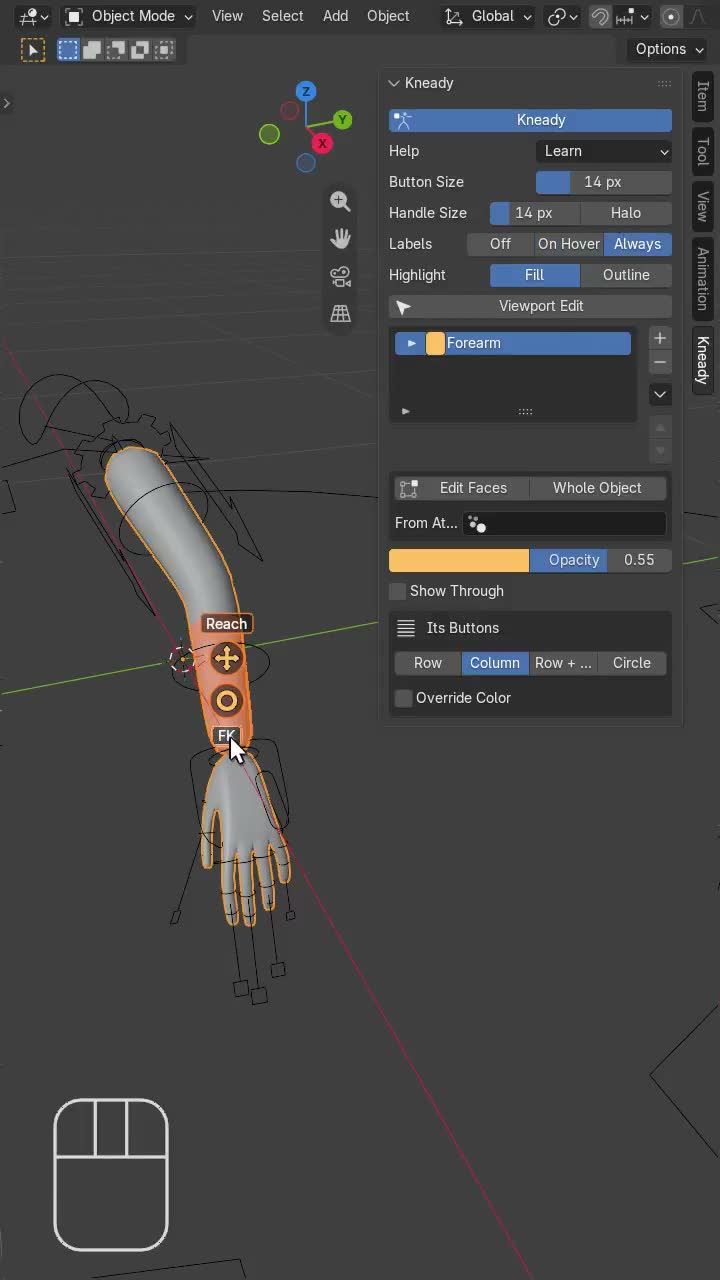 Object Mode View Select Add Object Global
Options
Kneady
Kneady
Help Learn
Button Size 14 px
Handle Size 14 px Halo
Labels Off On Hover Always
Highlight Fill Outline
Viewport Edit
Forearm
Edit Faces Whole Object
From At...
Opacity 0.55
Show Through
Its Buttons
Row Column Row + ... Circle
Override Color
Item
Tool
View
Animation
Kneady
Z
Y
X
Reach
FK